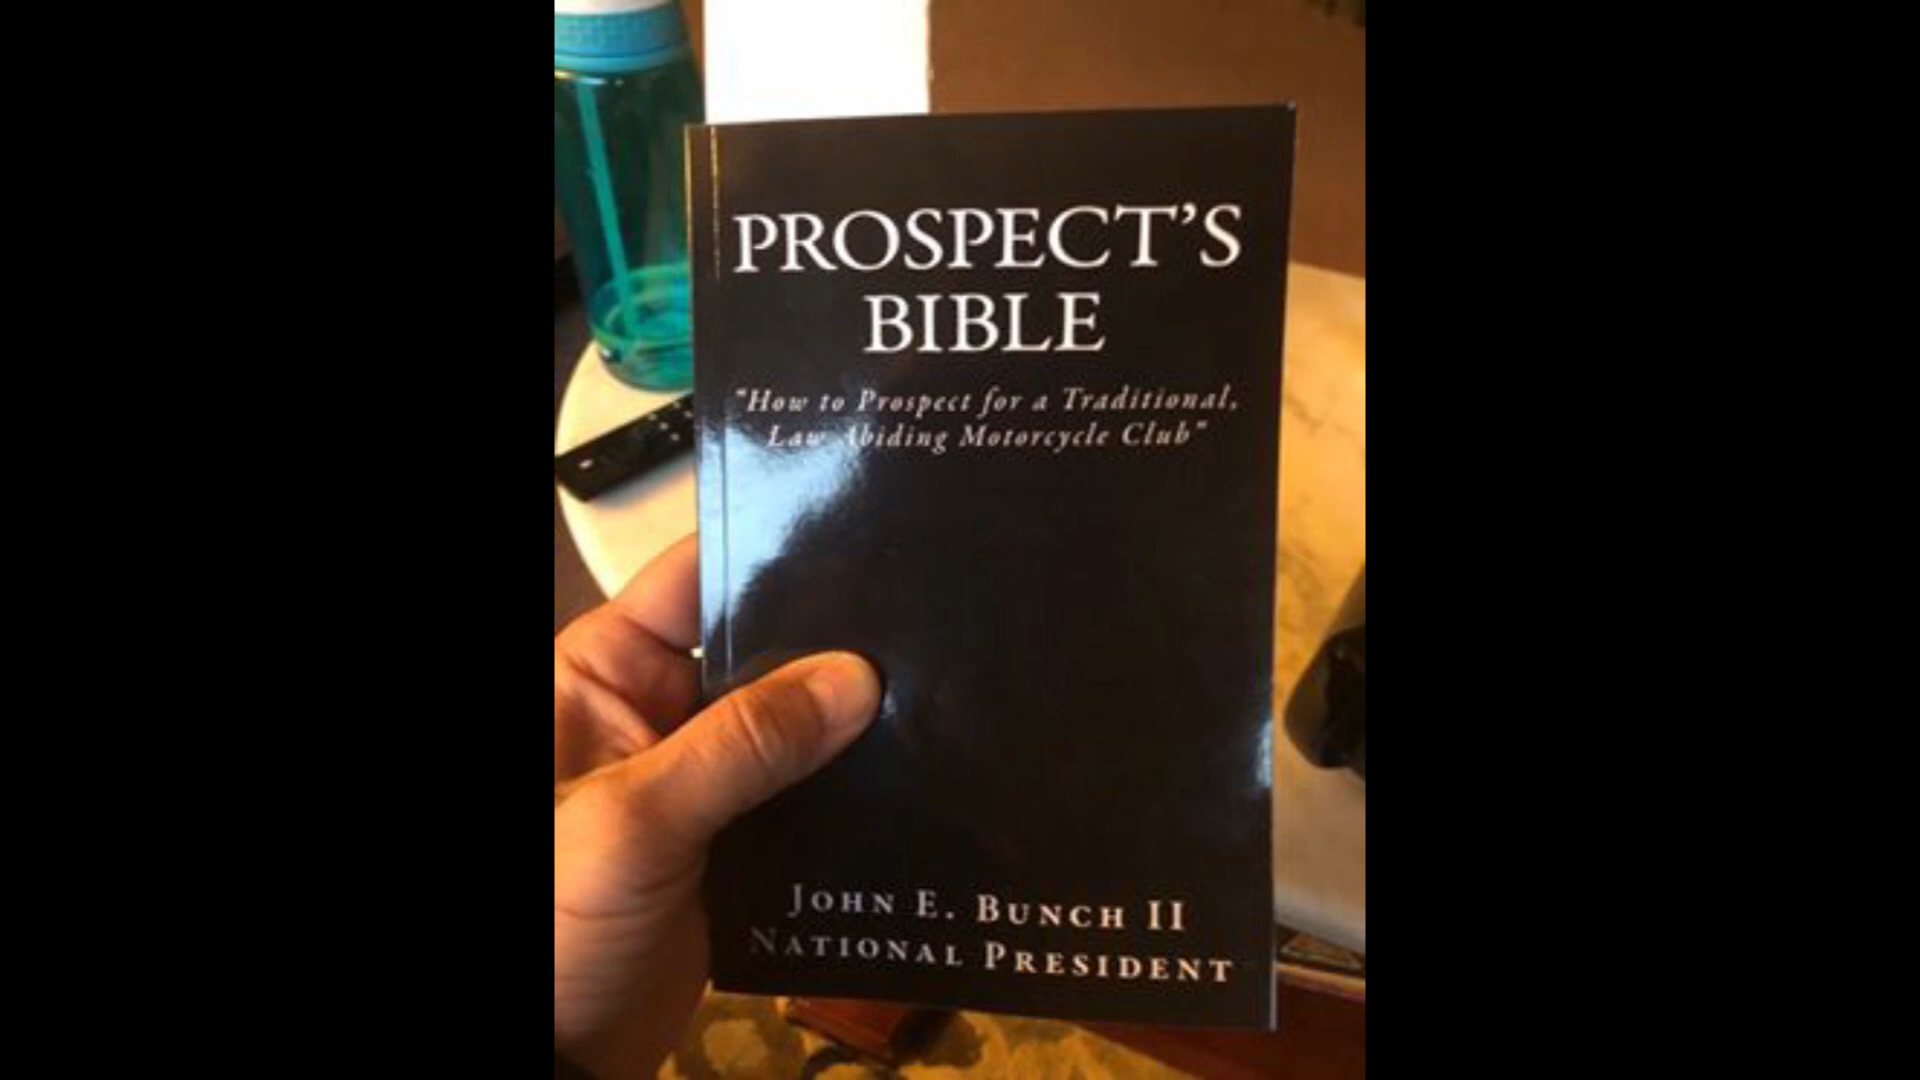 PROSPECT'S
BIBLE
"How to Prospect for a Traditional,
Law Abiding Motorcycle Club"
JOHN E. BUNCH II
NATIONAL PRESIDENT